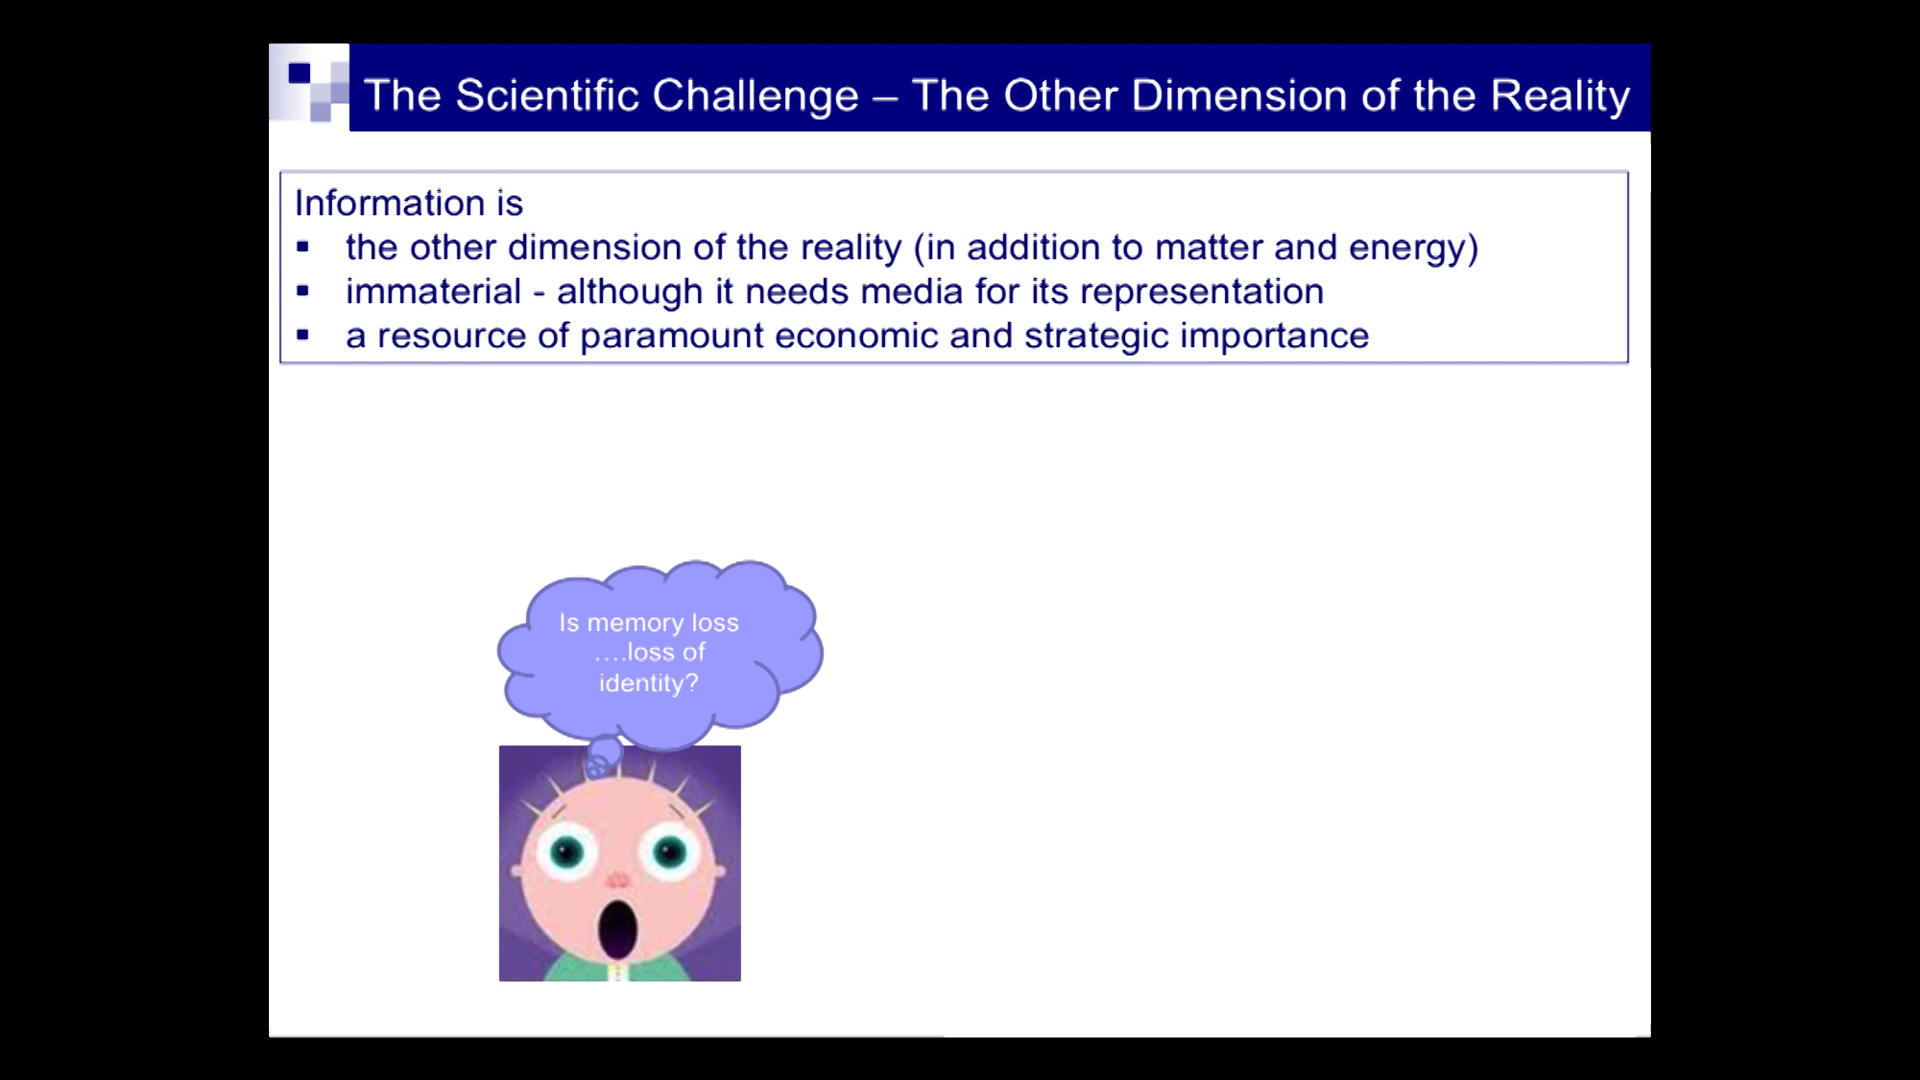 The Scientific Challenge – The Other Dimension of the Reality
Information is
▪ the other dimension of the reality (in addition to matter and energy)
▪ immaterial - although it needs media for its representation
▪ a resource of paramount economic and strategic importance
Is memory loss
....loss of
identity?